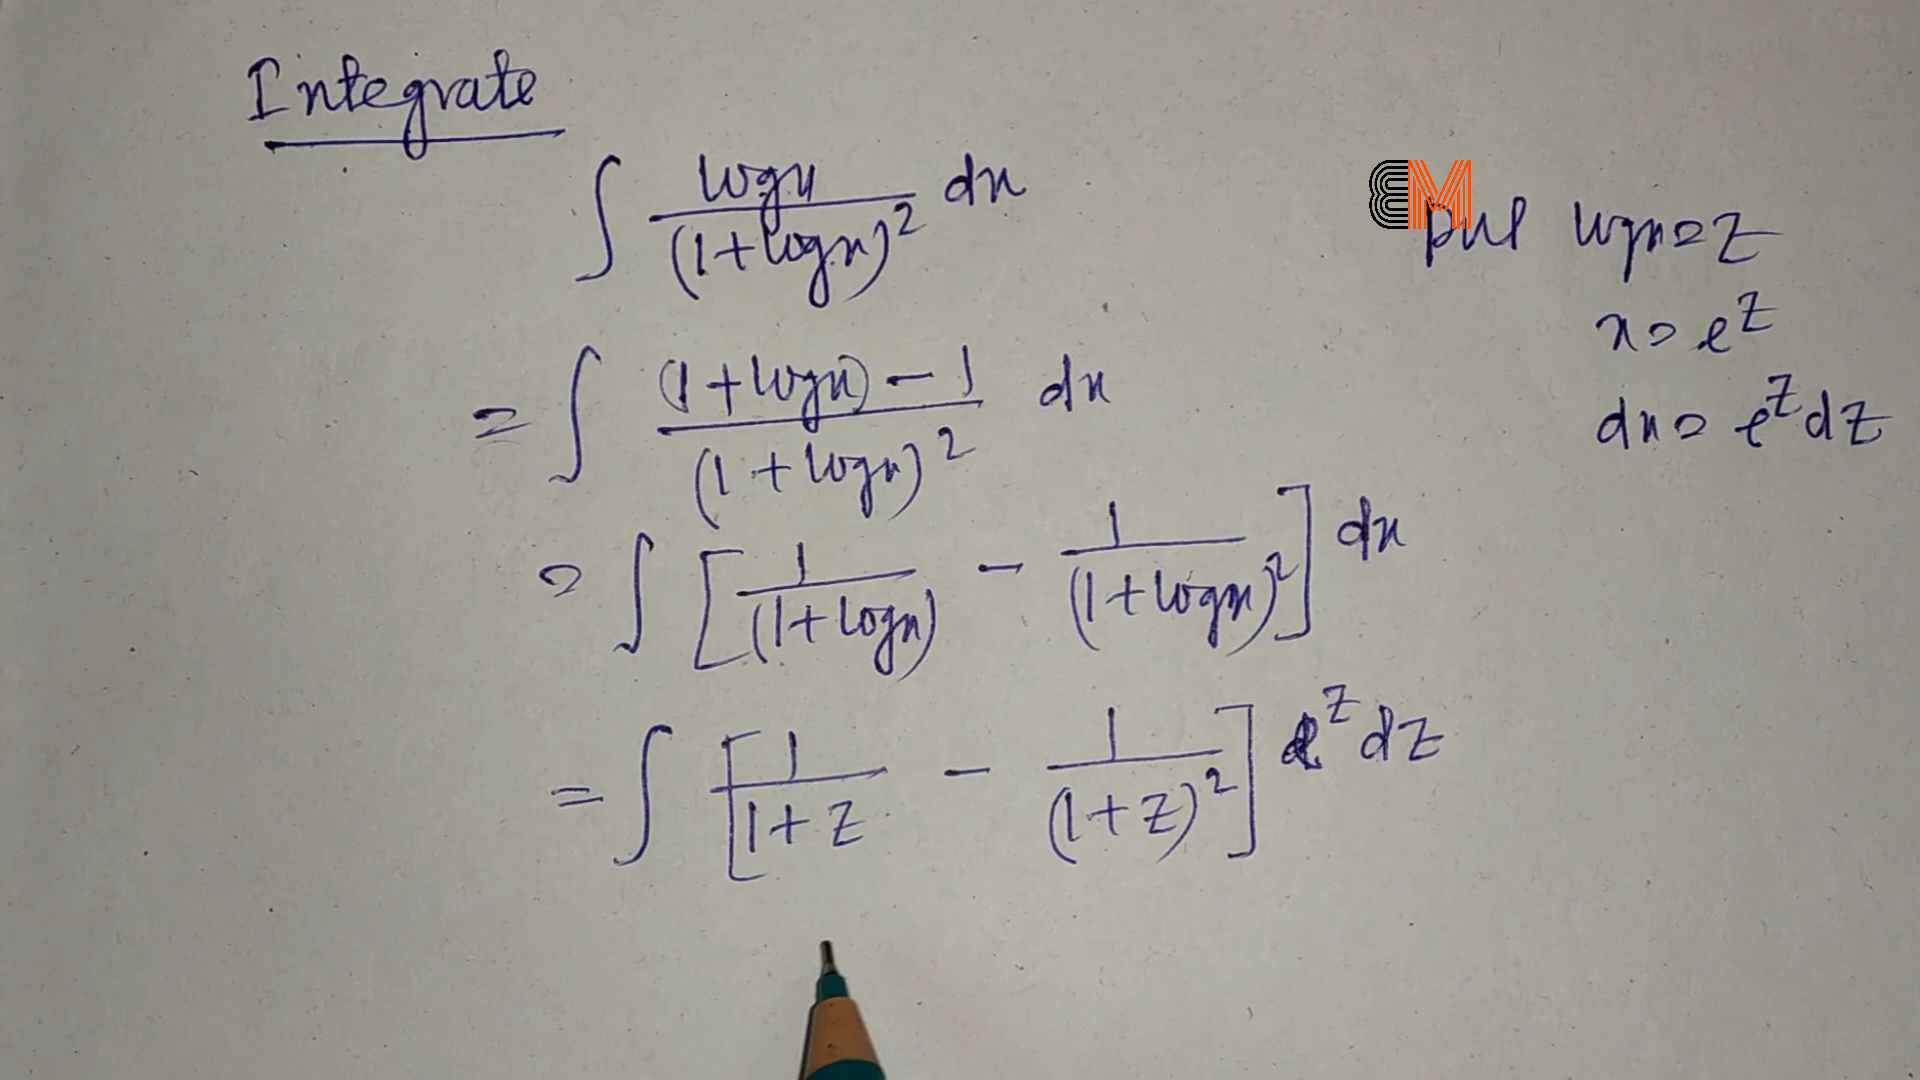 Integrate
∫ logx/(1+logx)² dx
= ∫ (1+logx)-1/(1+logx)² dx
= ∫ [1/(1+logx) - 1/(1+logx)²] dx
= ∫ [1/1+z - 1/(1+z)²] e^z dz
EM
put logx=z
x=e^z
dx=e^z dz